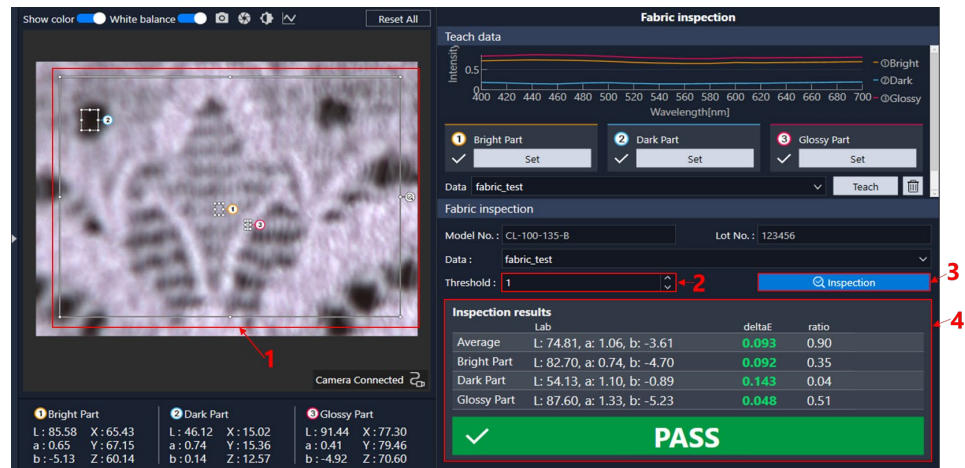 Show color White balance Reset All
Camera Connected
1 Bright Part
L : 85.58 X : 65.43
a : 0.65 Y : 67.15
b : -5.13 Z : 60.14
2 Dark Part
L : 46.12 X : 15.02
a : 0.74 Y : 15.36
b : 0.14 Z : 12.57
3 Glossy Part
L : 91.44 X : 77.30
a : 0.41 Y : 79.46
b : -4.92 Z : 70.60
2
1
3
1
Fabric inspection
Teach data
Intensity
0.5
0
400 420 440 460 480 500 520 540 560 580 600 620 640 660 680 700
Wavelength[nm]
①Bright
②Dark
③Glossy
1 Bright Part
Set
2 Dark Part
Set
3 Glossy Part
Set
Data fabric_test Teach
Fabric inspection
Model No. : CL-100-135-B Lot No. : 123456
Data : fabric_test
Threshold : 1 2 Inspection 3
Inspection results
Lab deltaE ratio
Average L: 74.81, a: 1.06, b: -3.61 0.093 0.90
Bright Part L: 82.70, a: 0.74, b: -4.70 0.092 0.35
Dark Part L: 54.13, a: 1.10, b: -0.89 0.143 0.04
Glossy Part L: 87.60, a: 1.33, b: -5.23 0.048 0.51
PASS
4